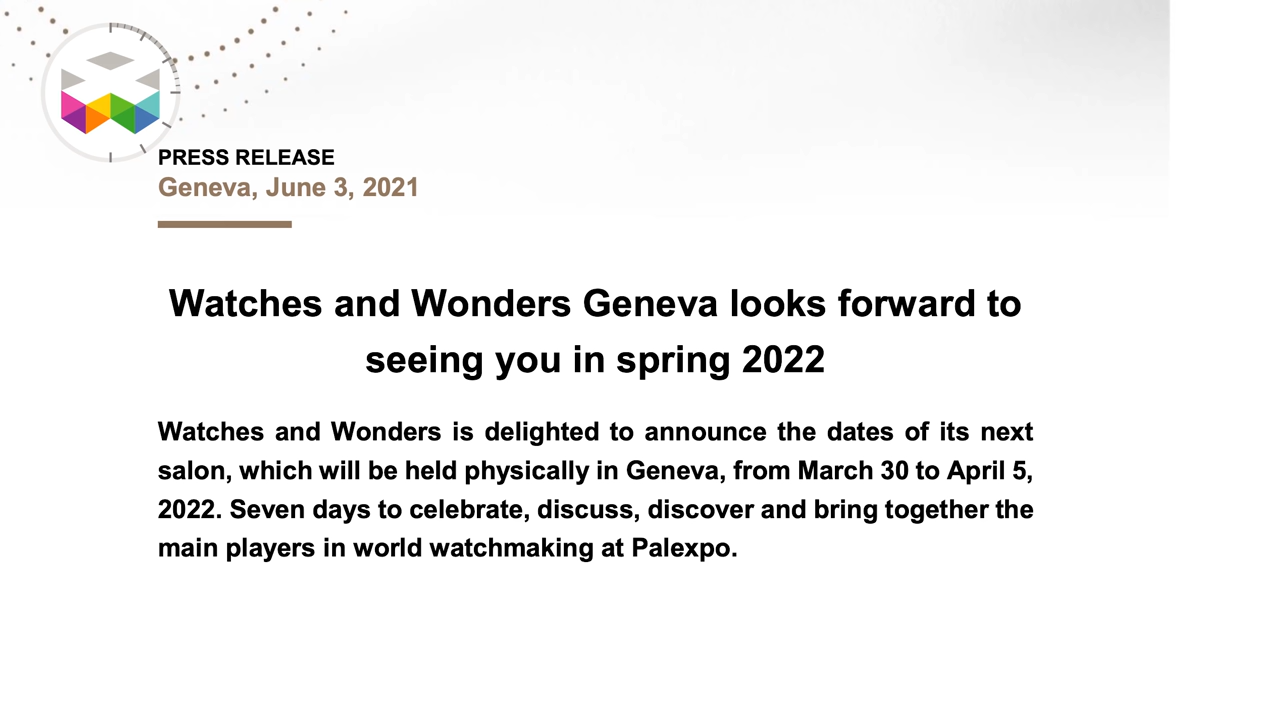 PRESS RELEASE
Geneva, June 3, 2021
Watches and Wonders Geneva looks forward to
seeing you in spring 2022
Watches and Wonders is delighted to announce the dates of its next
salon, which will be held physically in Geneva, from March 30 to April 5,
2022. Seven days to celebrate, discuss, discover and bring together the
main players in world watchmaking at Palexpo.